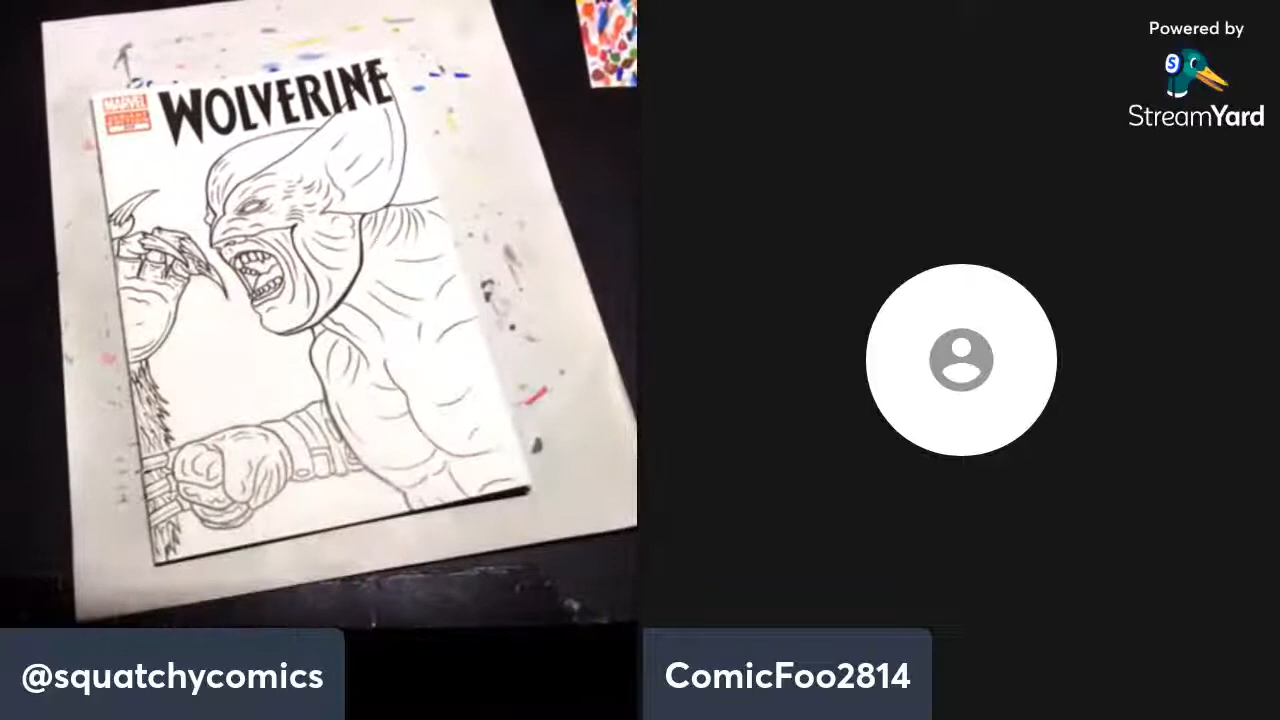 Powered by
S
StreamYard
MARVEL
WOLVERINE
@squatchycomics
ComicFoo2814